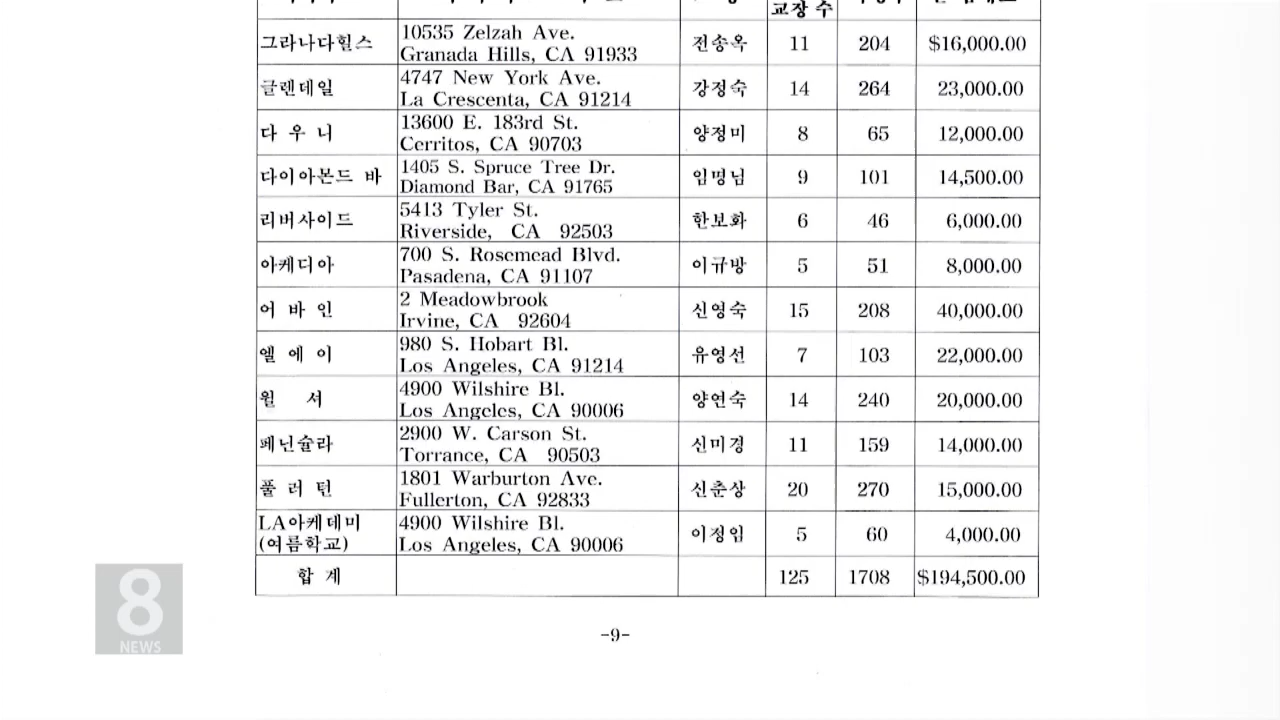 교장 수
그라나다힐스 10535 Zelzah Ave. 전송옥 11 204 $16,000.00
Granada Hills, CA 91933
글렌데일 4747 New York Ave. 강정숙 14 264 23,000.00
La Crescenta, CA 91214
다 우 니 13600 E. 183rd St. 양정미 8 65 12,000.00
Cerritos, CA 90703
다이아몬드 바 1405 S. Spruce Tree Dr. 임명님 9 101 14,500.00
Diamond Bar, CA 91765
리버사이드 5413 Tyler St. 한보화 6 46 6,000.00
Riverside, CA 92503
아케디아 700 S. Rosemead Blvd. 이규방 5 51 8,000.00
Pasadena, CA 91107
어 바 인 2 Meadowbrook 신영숙 15 208 40,000.00
Irvine, CA 92604
엘 에 이 980 S. Hobart Bl. 유영선 7 103 22,000.00
Los Angeles, CA 91214
윌 셔 4900 Wilshire Bl. 양연숙 14 240 20,000.00
Los Angeles, CA 90006
페닌슐라 2900 W. Carson St. 신미경 11 159 14,000.00
Torrance, CA 90503
풀 러 턴 1801 Warburton Ave. 신춘상 20 270 15,000.00
Fullerton, CA 92833
LA아케데미 4900 Wilshire Bl. 이정임 5 60 4,000.00
(여름학교) Los Angeles, CA 90006
합 계 125 1708 $194,500.00
-9-
8
NEWS